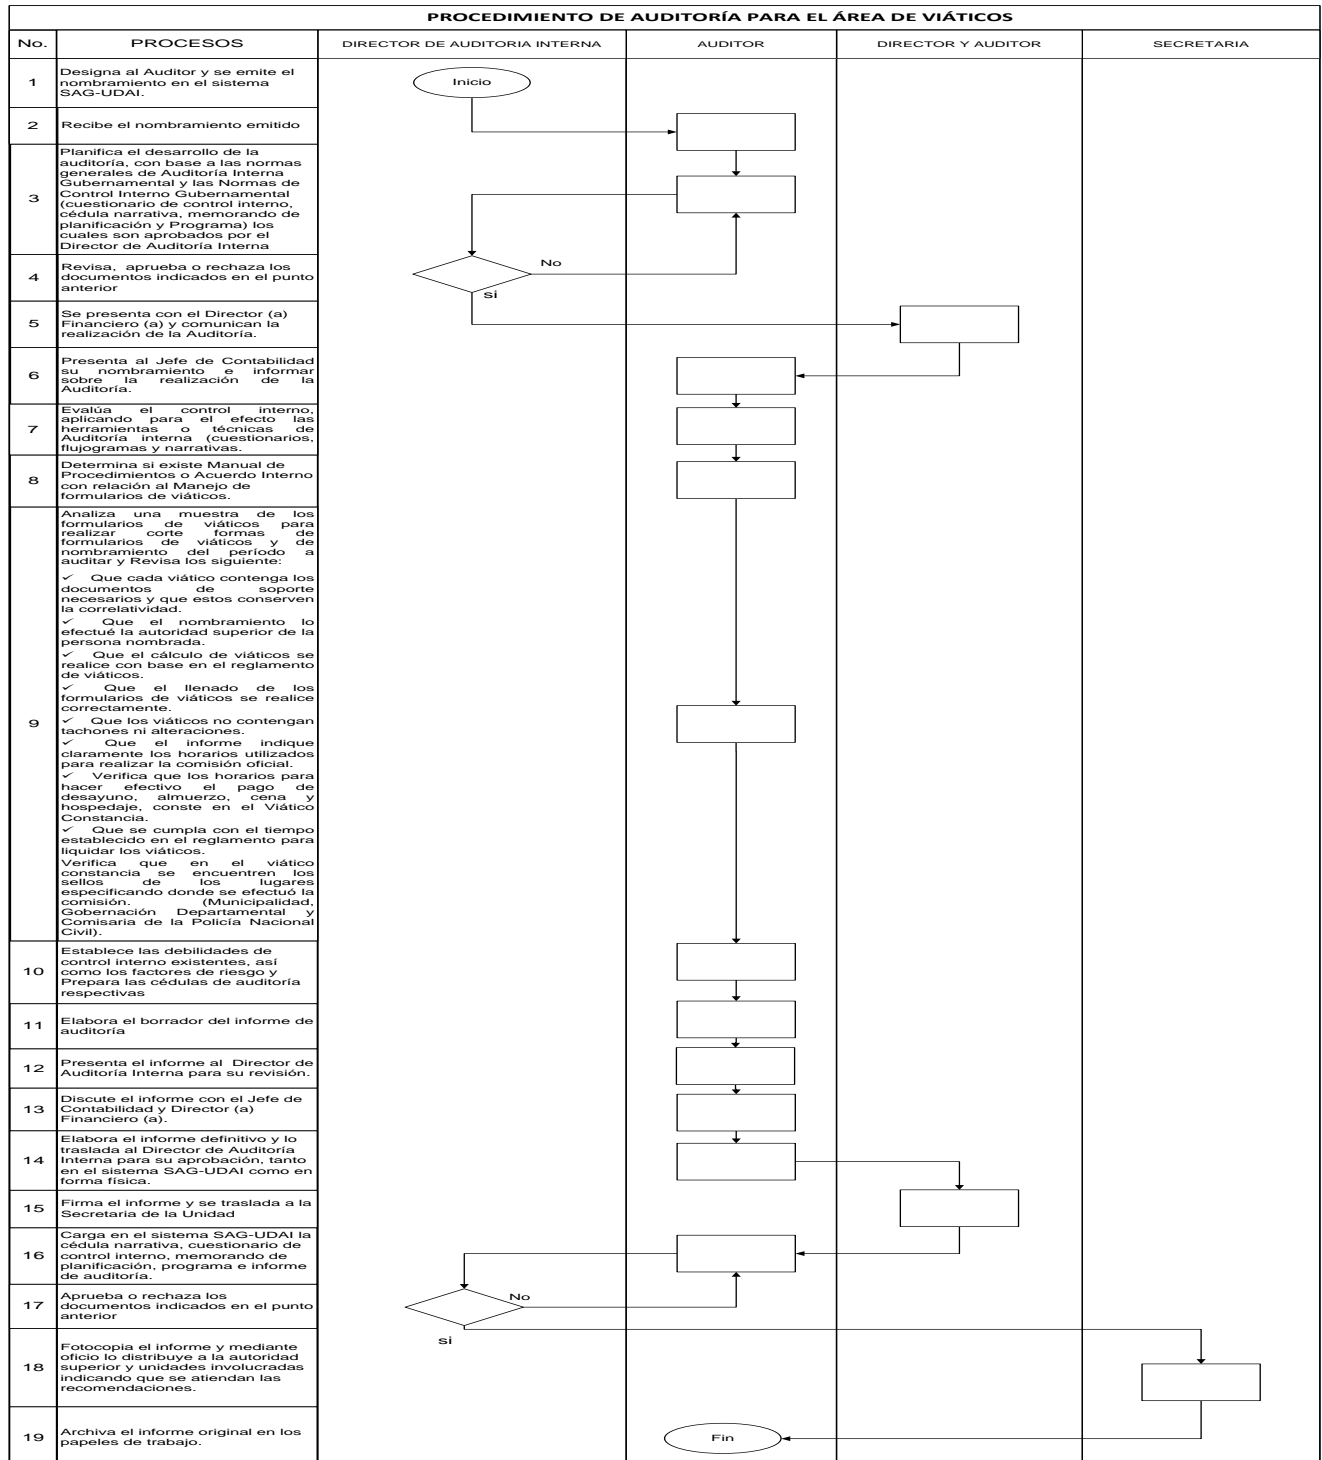 PROCEDIMIENTO DE AUDITORÍA PARA EL ÁREA DE VIÁTICOS
No. PROCESOS DIRECTOR DE AUDITORIA INTERNA AUDITOR DIRECTOR Y AUDITOR SECRETARIA
1
Designa al Auditor y se emite el
nombramiento en el sistema
SAG-UDAI.
Inicio
2
Recibe el nombramiento emitido
3
Planifica el desarrollo de la
auditoría, con base a las normas
generales de Auditoría Interna
Gubernamental y las Normas de
Control Interno Gubernamental
(cuestionario de control interno,
cédula narrativa, memorando de
planificación y Programa) los
cuales son aprobados por el
Director de Auditoría Interna
4
Revisa, aprueba o rechaza los
documentos indicados en el punto
anterior
No
si
5
Se presenta con el Director (a)
Financiero (a) y comunican la
realización de la Auditoría.
6
Presenta al Jefe de Contabilidad
su nombramiento e informar
sobre la realización de la
Auditoría.
7
Evalúa el control interno,
aplicando para el efecto las
herramientas o técnicas de
Auditoría interna (cuestionarios,
flujogramas y narrativas.
8
Determina si existe Manual de
Procedimientos o Acuerdo Interno
con relación al Manejo de
formularios de viáticos.
9
Analiza una muestra de los
formularios de viáticos para
realizar corte formas de
formularios de viáticos y de
nombramiento del período a
auditar y Revisa los siguiente:
✓ Que cada viático contenga los
documentos de soporte
necesarios y que estos conserven
la correlatividad.
✓ Que el nombramiento lo
efectué la autoridad superior de la
persona nombrada.
✓ Que el cálculo de viáticos se
realice con base en el reglamento
de viáticos.
✓ Que el llenado de los
formularios de viáticos se realice
correctamente.
✓ Que los viáticos no contengan
tachones ni alteraciones.
✓ Que el informe indique
claramente los horarios utilizados
para realizar la comisión oficial.
✓ Verifica que los horarios para
hacer efectivo el pago de
desayuno, almuerzo, cena y
hospedaje, conste en el Viático
Constancia.
✓ Que se cumpla con el tiempo
establecido en el reglamento para
liquidar los viáticos.
Verifica que en el viático
constancia se encuentren los
sellos de los lugares
especificando donde se efectuó la
comisión. (Municipalidad,
Gobernación Departamental y
Comisaria de la Policía Nacional
Civil).
10
Establece las debilidades de
control interno existentes, así
como los factores de riesgo y
Prepara las cédulas de auditoría
respectivas
11
Elabora el borrador del informe de
auditoría
12
Presenta el informe al Director de
Auditoría Interna para su revisión.
13
Discute el informe con el Jefe de
Contabilidad y Director (a)
Financiero (a).
14
Elabora el informe definitivo y lo
traslada al Director de Auditoría
Interna para su aprobación, tanto
en el sistema SAG-UDAI como en
forma física.
15
Firma el informe y se traslada a la
Secretaria de la Unidad
16
Carga en el sistema SAG-UDAI la
cédula narrativa, cuestionario de
control interno, memorando de
planificación, programa e informe
de auditoría.
17
Aprueba o rechaza los
documentos indicados en el punto
anterior
No
si
18
Fotocopia el informe y mediante
oficio lo distribuye a la autoridad
superior y unidades involucradas
indicando que se atiendan las
recomendaciones.
19
Archiva el informe original en los
papeles de trabajo.
Fin